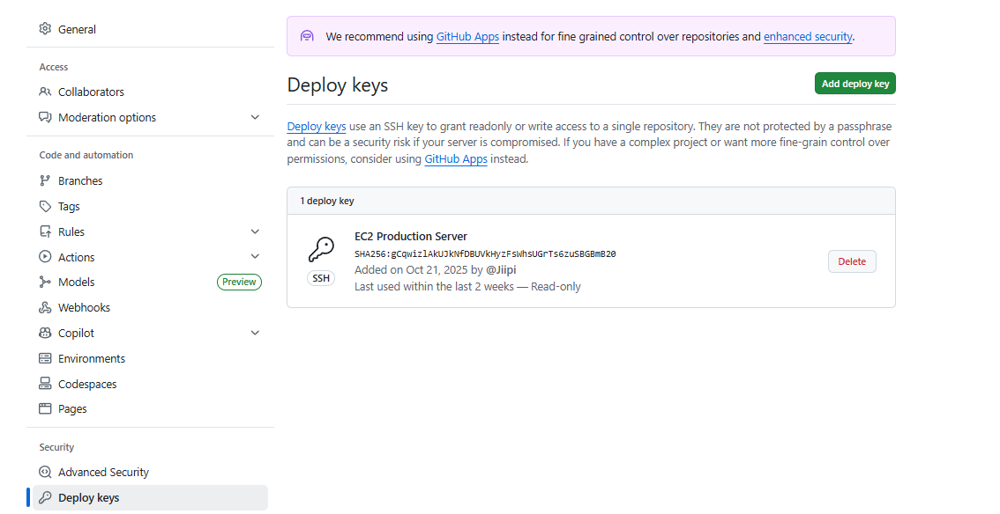 General
Access
Collaborators
Moderation options
Code and automation
Branches
Tags
Rules
Actions
Models Preview
Webhooks
Copilot
Environments
Codespaces
Pages
Security
Advanced Security
Deploy keys
We recommend using GitHub Apps instead for fine grained control over repositories and enhanced security.
Deploy keys
Add deploy key
Deploy keys use an SSH key to grant readonly or write access to a single repository. They are not protected by a passphrase
and can be a security risk if your server is compromised. If you have a complex project or want more fine-grain control over
permissions, consider using GitHub Apps instead.
1 deploy key
EC2 Production Server
SHA256:gCqwizlAkUJkNfDBUVkHyzFsWhsUGrTs6zuSBGBmB20
Added on Oct 21, 2025 by @Jiipi
Last used within the last 2 weeks — Read-only
SSH
Delete